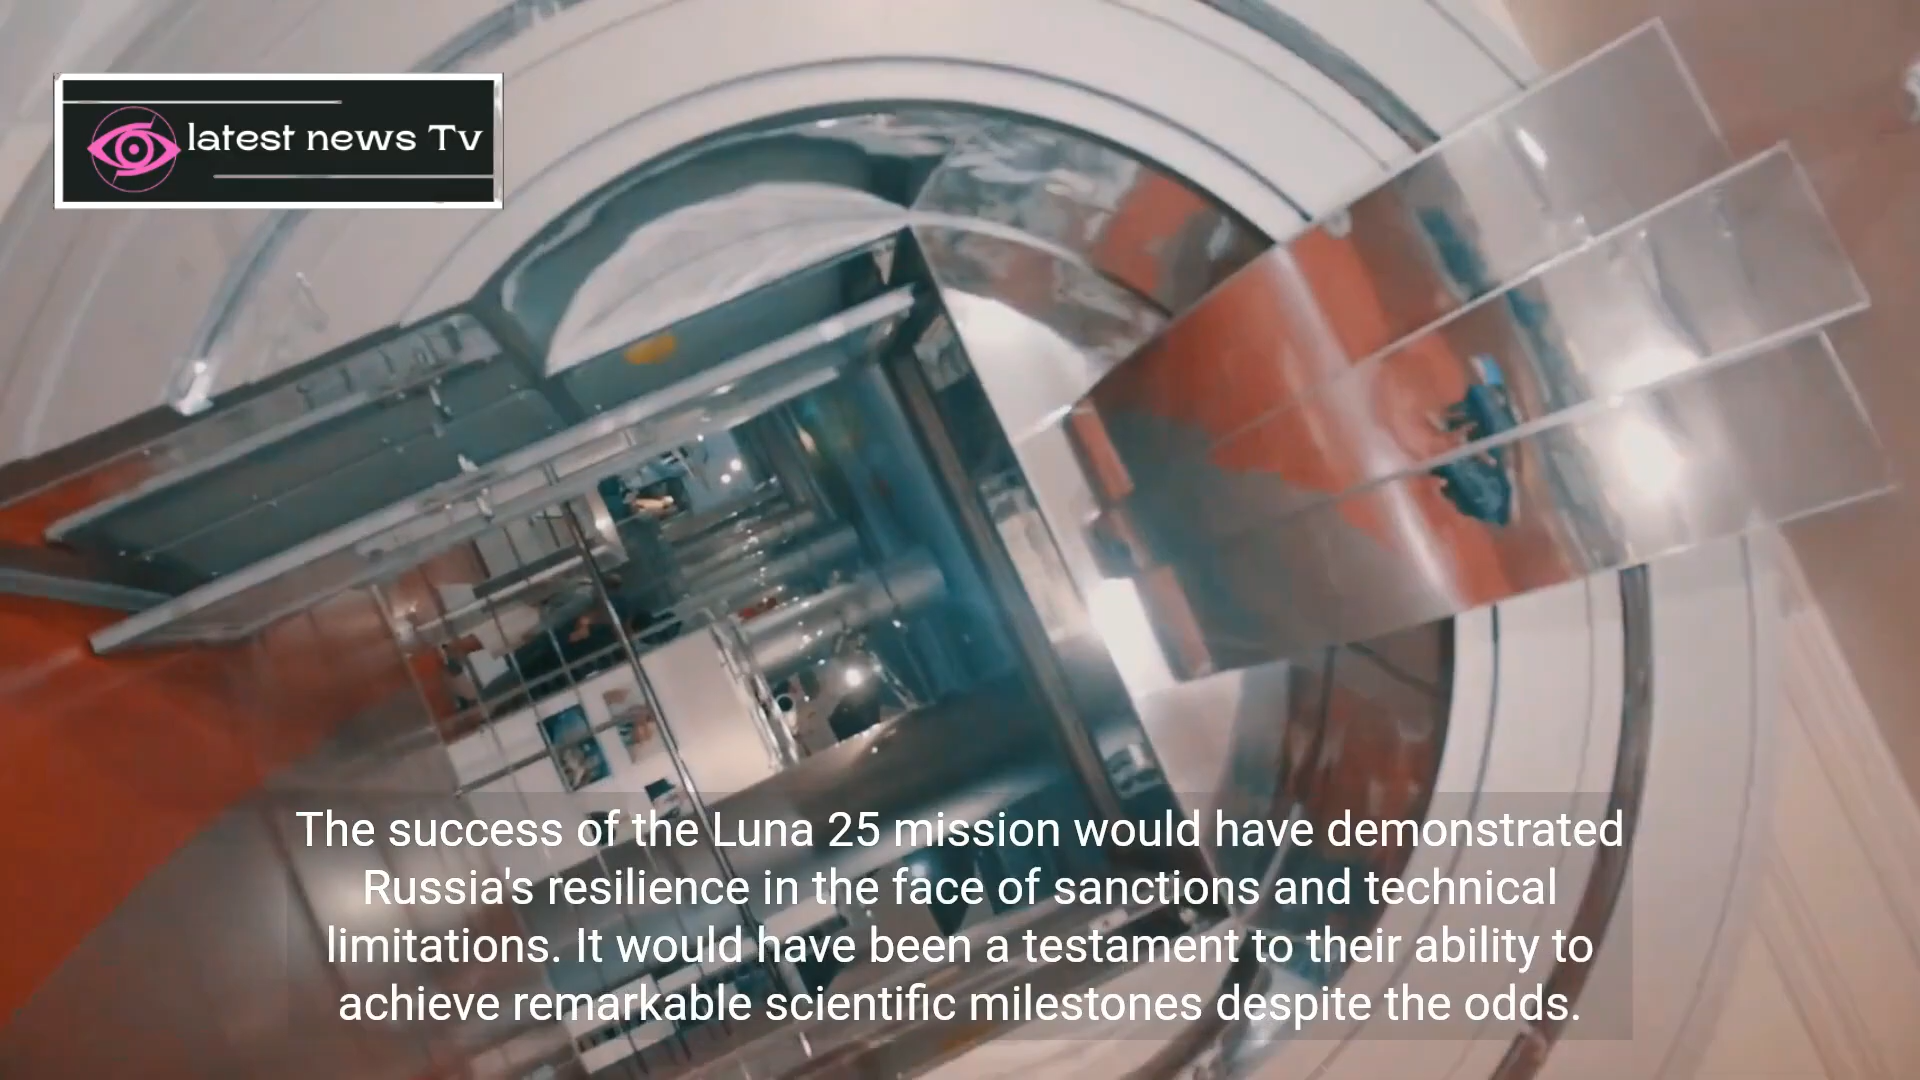 latest news Tv
The success of the Luna 25 mission would have demonstrated
Russia's resilience in the face of sanctions and technical
limitations. It would have been a testament to their ability to
achieve remarkable scientific milestones despite the odds.